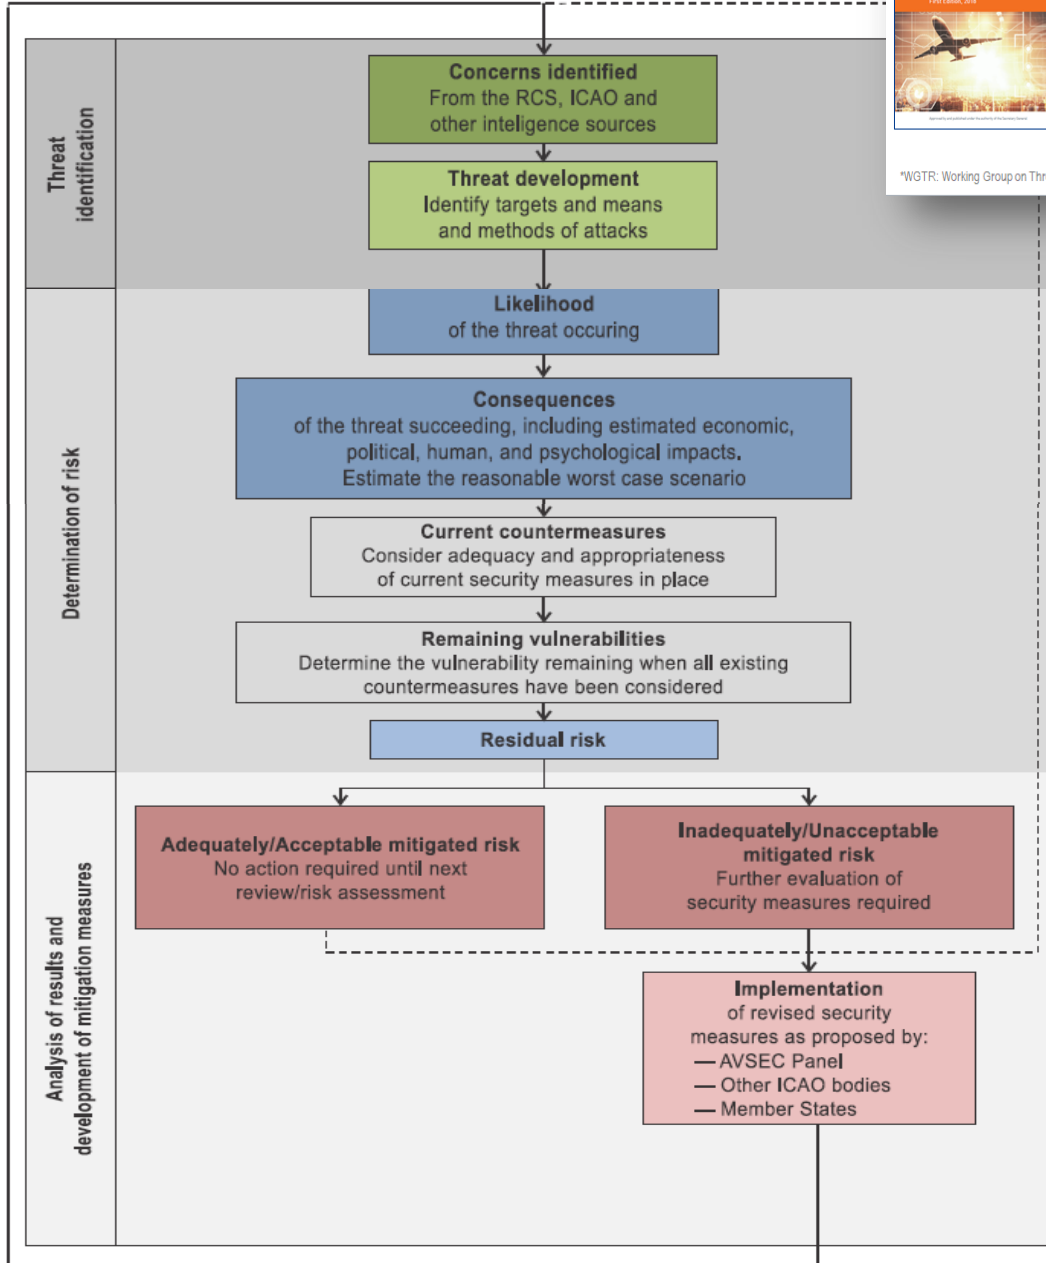 First Edition, 2018
*WGTR: Working Group on Thr
Threat
identification
Concerns identified
From the RCS, ICAO and
other inteligence sources
Threat development
Identify targets and means
and methods of attacks
Determination of risk
Likelihood
of the threat occuring
Consequences
of the threat succeeding, including estimated economic,
political, human, and psychological impacts.
Estimate the reasonable worst case scenario
Current countermeasures
Consider adequacy and appropriateness
of current security measures in place
Remaining vulnerabilities
Determine the vulnerability remaining when all existing
countermeasures have been considered
Residual risk
Analysis of results and
development of mitigation measures
Adequately/Acceptable mitigated risk
No action required until next
review/risk assessment
Inadequately/Unacceptable
mitigated risk
Further evaluation of
security measures required
Implementation
of revised security
measures as proposed by:
— AVSEC Panel
— Other ICAO bodies
— Member States